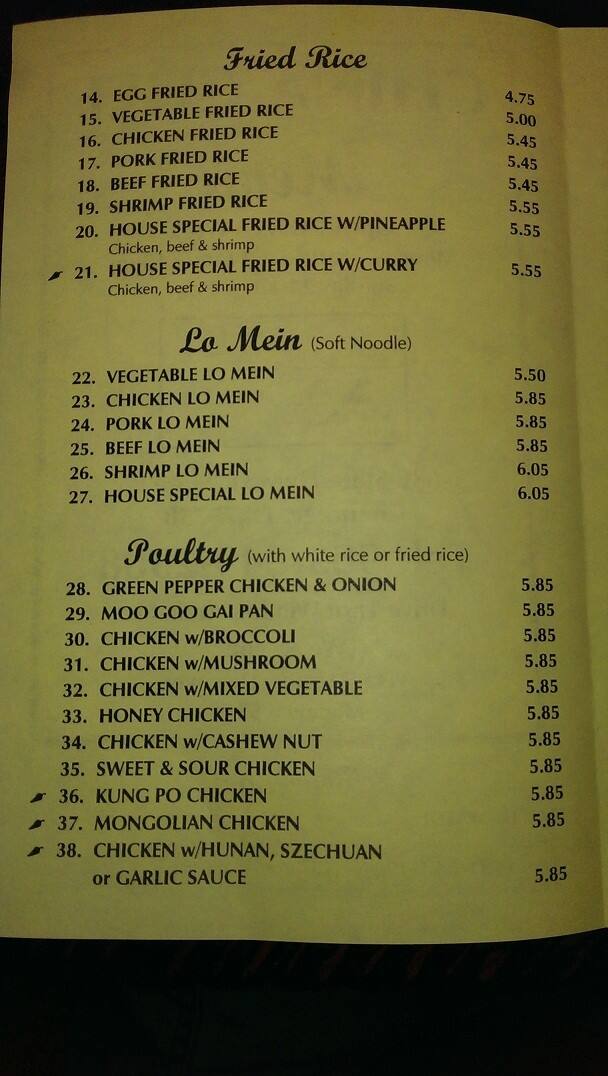 Fried Rice
14. EGG FRIED RICE 4.75
15. VEGETABLE FRIED RICE 5.00
16. CHICKEN FRIED RICE 5.45
17. PORK FRIED RICE 5.45
18. BEEF FRIED RICE 5.45
19. SHRIMP FRIED RICE 5.55
20. HOUSE SPECIAL FRIED RICE W/PINEAPPLE 5.55
Chicken, beef & shrimp
21. HOUSE SPECIAL FRIED RICE W/CURRY 5.55
Chicken, beef & shrimp
Lo Mein (Soft Noodle)
22. VEGETABLE LO MEIN 5.50
23. CHICKEN LO MEIN 5.85
24. PORK LO MEIN 5.85
25. BEEF LO MEIN 5.85
26. SHRIMP LO MEIN 6.05
27. HOUSE SPECIAL LO MEIN 6.05
Poultry (with white rice or fried rice)
28. GREEN PEPPER CHICKEN & ONION 5.85
29. MOO GOO GAI PAN 5.85
30. CHICKEN w/BROCCOLI 5.85
31. CHICKEN w/MUSHROOM 5.85
32. CHICKEN w/MIXED VEGETABLE 5.85
33. HONEY CHICKEN 5.85
34. CHICKEN w/CASHEW NUT 5.85
35. SWEET & SOUR CHICKEN 5.85
36. KUNG PO CHICKEN 5.85
37. MONGOLIAN CHICKEN 5.85
38. CHICKEN w/HUNAN, SZECHUAN
or GARLIC SAUCE 5.85